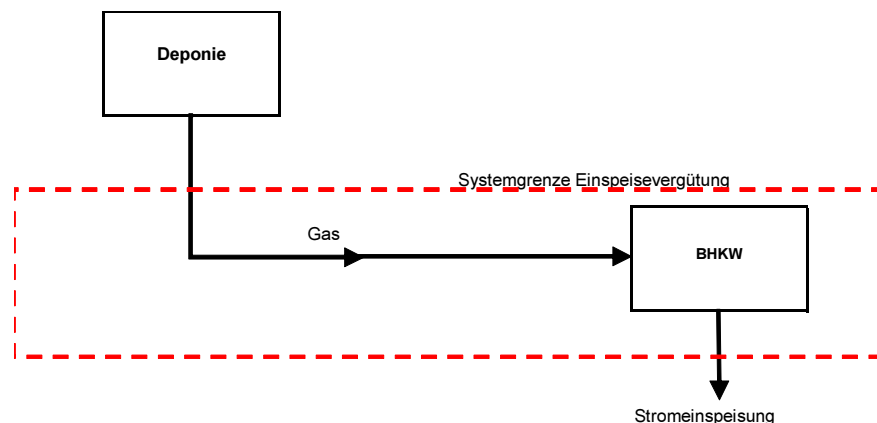 Deponie
Systemgrenze Einspeisevergütung
Gas
BHKW
Stromeinspeisung